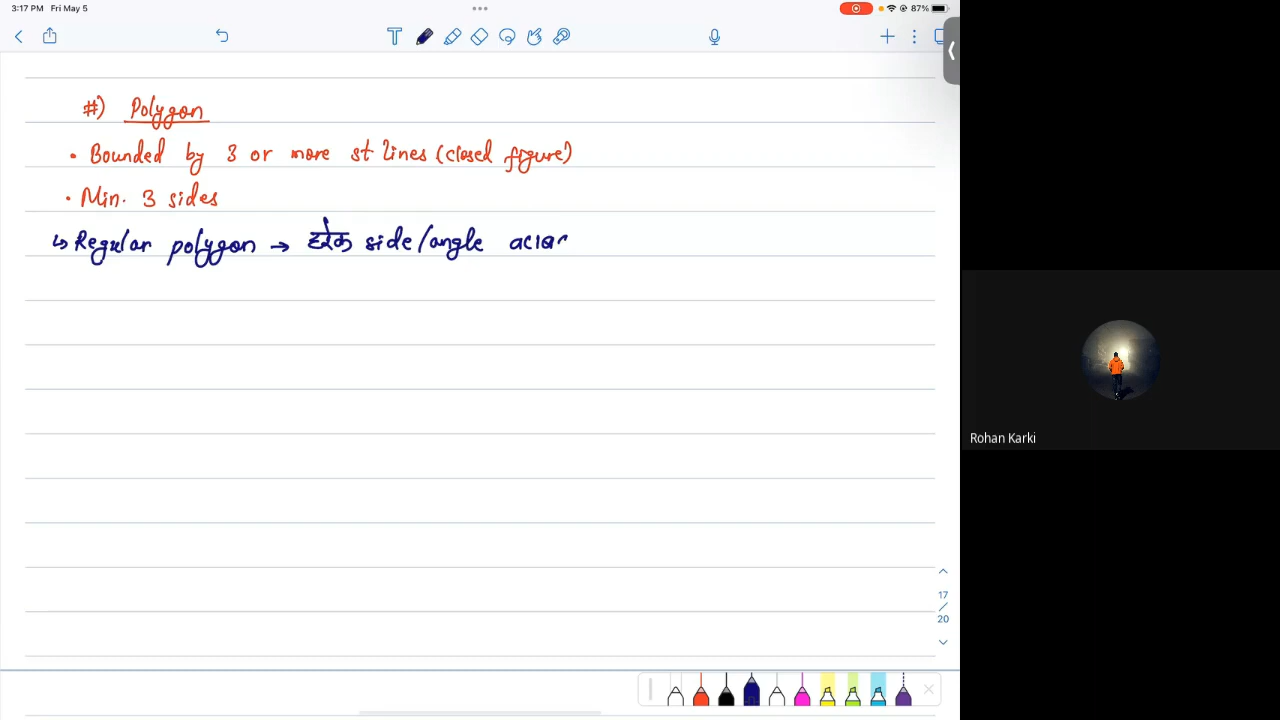 3:17 PM Fri May 5
87%
#) Polygon
• Bounded by 3 or more st lines (closed figure)
• Min. 3 sides
↳ Regular polygon → हरेक side/angle
17
20
Rohan Karki